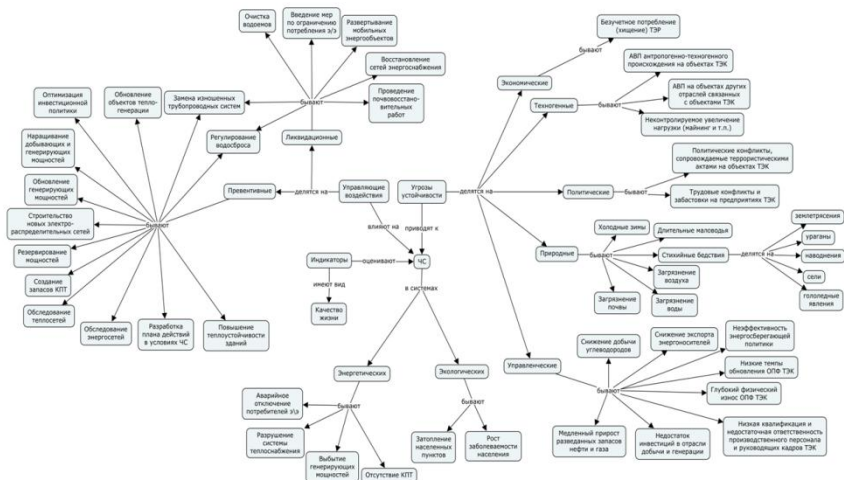 Очистка
водоемов
Введение мер
по ограничению
потребления э/э
Развертывание
мобильных
энергообъектов
Восстановление
сетей энергоснабжения
Проведение
почвовосстано-
вительных
работ
бывают
Замена изношенных
трубопроводных систем
Регулирование
водосброса
Ликвидационные
Оптимизация
инвестиционной
политики
Обновление
объектов тепло-
генерации
Наращивание
добывающих и
генерирующих
мощностей
Обновление
генерирующих
мощностей
Строительство
новых электро-
распределительных сетей
Резервирование
мощностей
Создание
запасов КПТ
Обследование
теплосетей
Обследование
энергосетей
Разработка
плана действий
в условиях ЧС
Повышение
теплоустойчивости
зданий
бывают
Превентивные
делятся на
Управляющие
воздействия
Угрозы
устойчивости
делятся на
влияют на
приводят к
Индикаторы
оценивают
ЧС
имеют вид
Качество
жизни
в системах
Энергетических
бывают
Аварийное
отключение
потребителей э/э
Разрушение
системы
теплоснабжения
Выбытие
генерирующих
мощностей
Отсутствие КПТ
Экологических
бывают
Затопление
населенных
пунктов
Рост
заболеваемости
населения
Экономические
бывают
Безучетное потребление
(хищение) ТЭР
Техногенные
бывают
АВП антропогенно-техногенного
происхождения на объектах ТЭК
АВП на объектах других
отраслей связанных
с объектами ТЭК
Неконтролируемое увеличение
нагрузки (майнинг и т.п.)
Политические
бывают
Политические конфликты,
сопровождаемые террористическими
актами на объектах ТЭК
Трудовые конфликты и
забастовки на предприятиях ТЭК
Природные
бывают
Холодные зимы
Длительные маловодья
Стихийные бедствия
Загрязнение
воздуха
Загрязнение
почвы
Загрязнение
воды
делятся на
землетрясения
ураганы
наводнения
сели
гололедные
явления
Управленческие
бывают
Снижение добычи
углеводородов
Снижение экспорта
энергоносителей
Неэффективность
энергосберегающей
политики
Низкие темпы
обновления ОПФ ТЭК
Глубокий физический
износ ОПФ ТЭК
Низкая квалификация и
недостаточная ответственность
производственного персонала
и руководящих кадров ТЭК
Недостаток
инвестиций в отрасли
добычи и генерации
Медленный прирост
разведанных запасов
нефти и газа